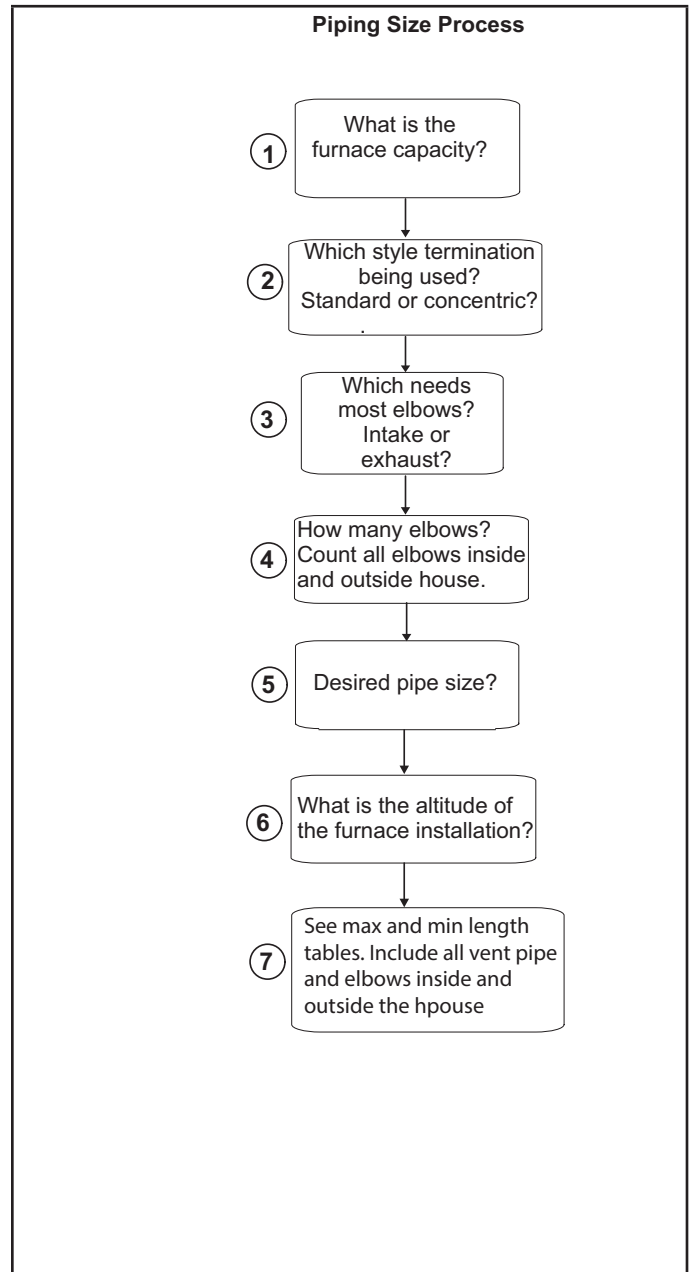 Piping Size Process
1
What is the
furnace capacity?
2
Which style termination
being used?
Standard or concentric?
.
3
Which needs
most elbows?
Intake or
exhaust?
4
How many elbows?
Count all elbows inside
and outside house.
5
Desired pipe size?
6
What is the altitude of
the furnace installation?
7
See max and min length
tables. Include all vent pipe
and elbows inside and
outside the hpouse